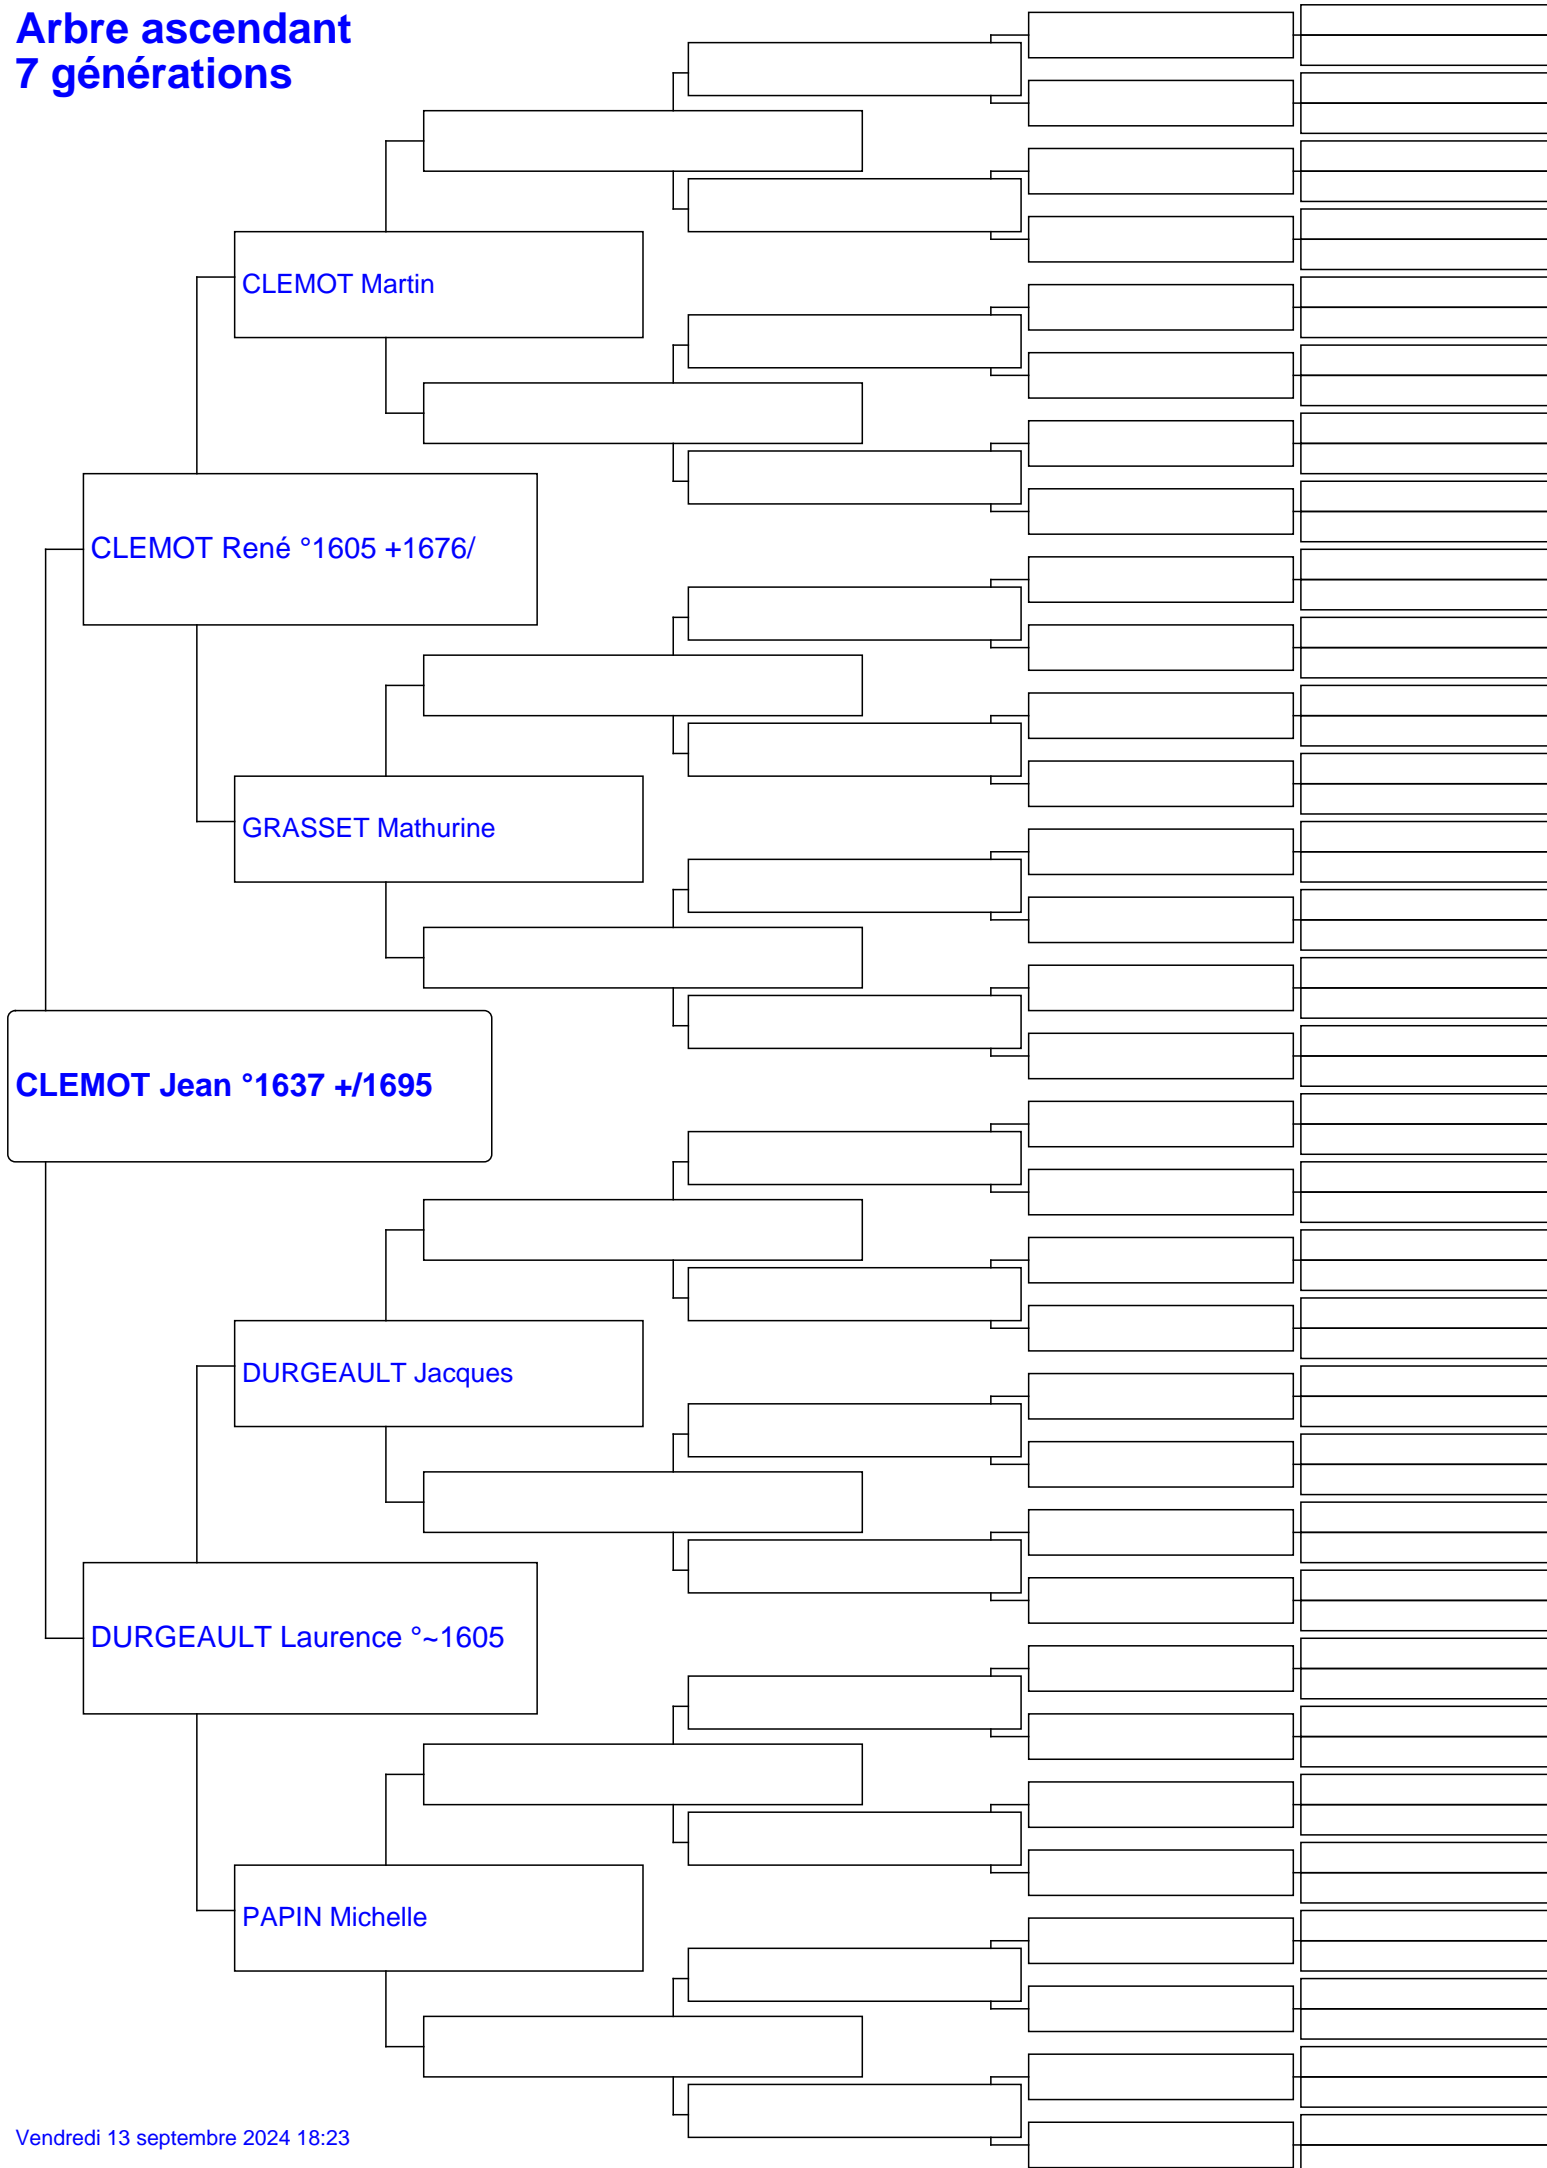 Arbre ascendant
7 générations
CLEMOT Martin
CLEMOT René °1605 +1676/
GRASSET Mathurine
CLEMOT Jean °1637 +/1695
DURGEAULT Jacques
DURGEAULT Laurence °~1605
PAPIN Michelle
Vendredi 13 septembre 2024 18:23